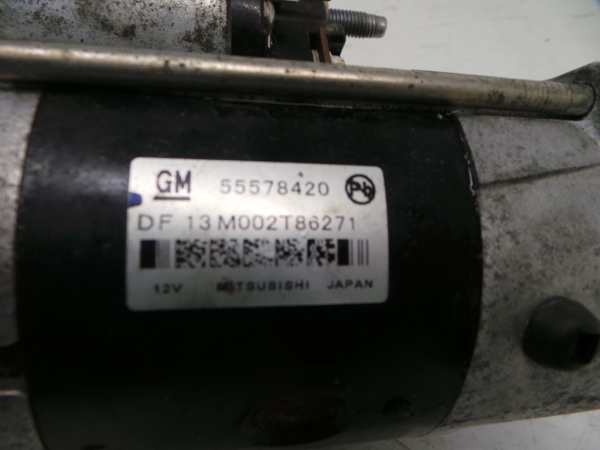 GM 55578420 Pb
DF 13 M002T86271
12V MITSUBISHI JAPAN